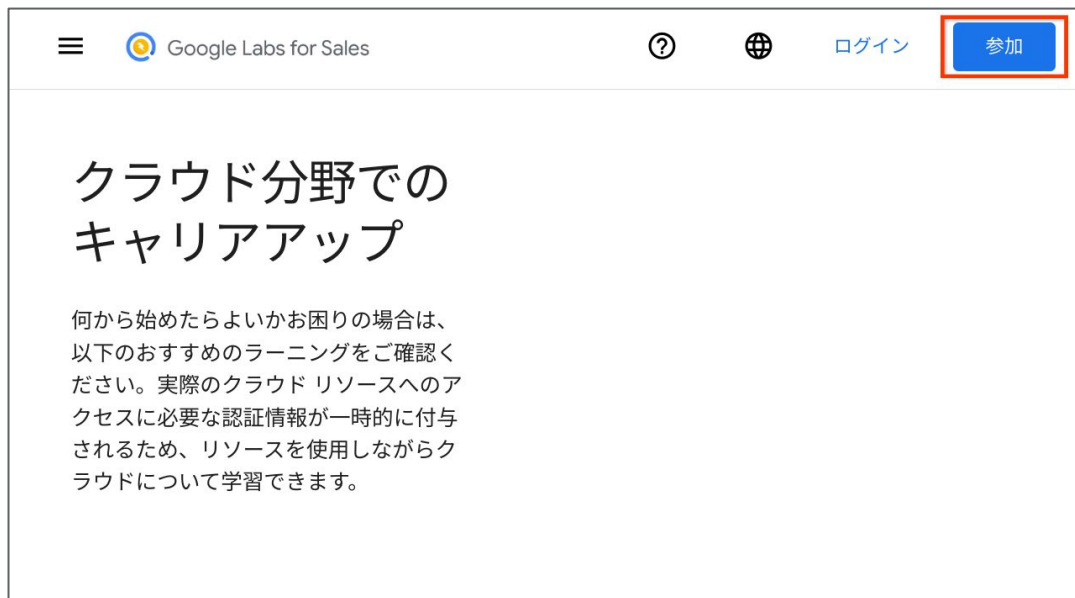 Google Labs for Sales
ログイン
参加
クラウド分野での
キャリアアップ
何から始めたらよいかお困りの場合は、
以下のおすすめのラーニングをご確認く
ださい。実際のクラウド リソースへのア
クセスに必要な認証情報が一時的に付与
されるため、リソースを使用しながらク
ラウドについて学習できます。